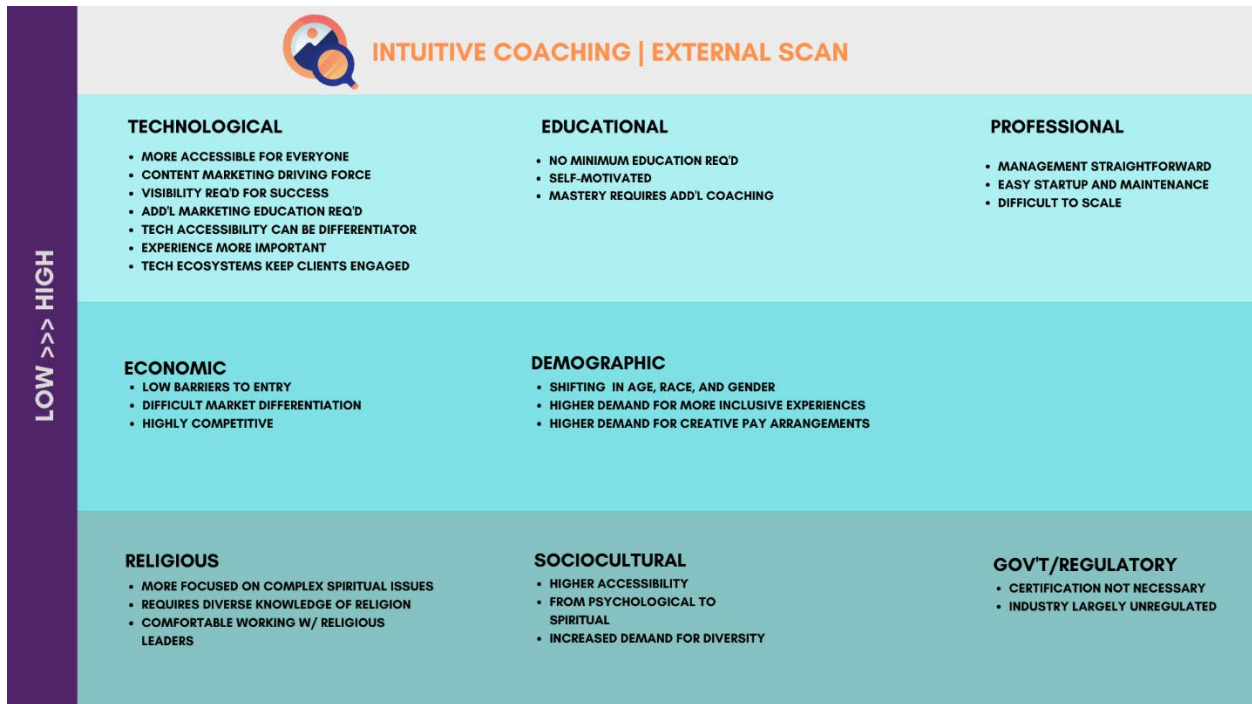 INTUITIVE COACHING | EXTERNAL SCAN
LOW >>> HIGH
TECHNOLOGICAL
• MORE ACCESSIBLE FOR EVERYONE
• CONTENT MARKETING DRIVING FORCE
• VISIBILITY REQ'D FOR SUCCESS
• ADD'L MARKETING EDUCATION REQ'D
• TECH ACCESSIBILITY CAN BE DIFFERENTIATOR
• EXPERIENCE MORE IMPORTANT
• TECH ECOSYSTEMS KEEP CLIENTS ENGAGED
EDUCATIONAL
• NO MINIMUM EDUCATION REQ'D
• SELF-MOTIVATED
• MASTERY REQUIRES ADD'L COACHING
PROFESSIONAL
• MANAGEMENT STRAIGHTFORWARD
• EASY STARTUP AND MAINTENANCE
• DIFFICULT TO SCALE
ECONOMIC
• LOW BARRIERS TO ENTRY
• DIFFICULT MARKET DIFFERENTIATION
• HIGHLY COMPETITIVE
DEMOGRAPHIC
• SHIFTING IN AGE, RACE, AND GENDER
• HIGHER DEMAND FOR MORE INCLUSIVE EXPERIENCES
• HIGHER DEMAND FOR CREATIVE PAY ARRANGEMENTS
RELIGIOUS
• MORE FOCUSED ON COMPLEX SPIRITUAL ISSUES
• REQUIRES DIVERSE KNOWLEDGE OF RELIGION
• COMFORTABLE WORKING W/ RELIGIOUS
LEADERS
SOCIOCULTURAL
• HIGHER ACCESSIBILITY
• FROM PSYCHOLOGICAL TO
SPIRITUAL
• INCREASED DEMAND FOR DIVERSITY
GOV'T/REGULATORY
• CERTIFICATION NOT NECESSARY
• INDUSTRY LARGELY UNREGULATED